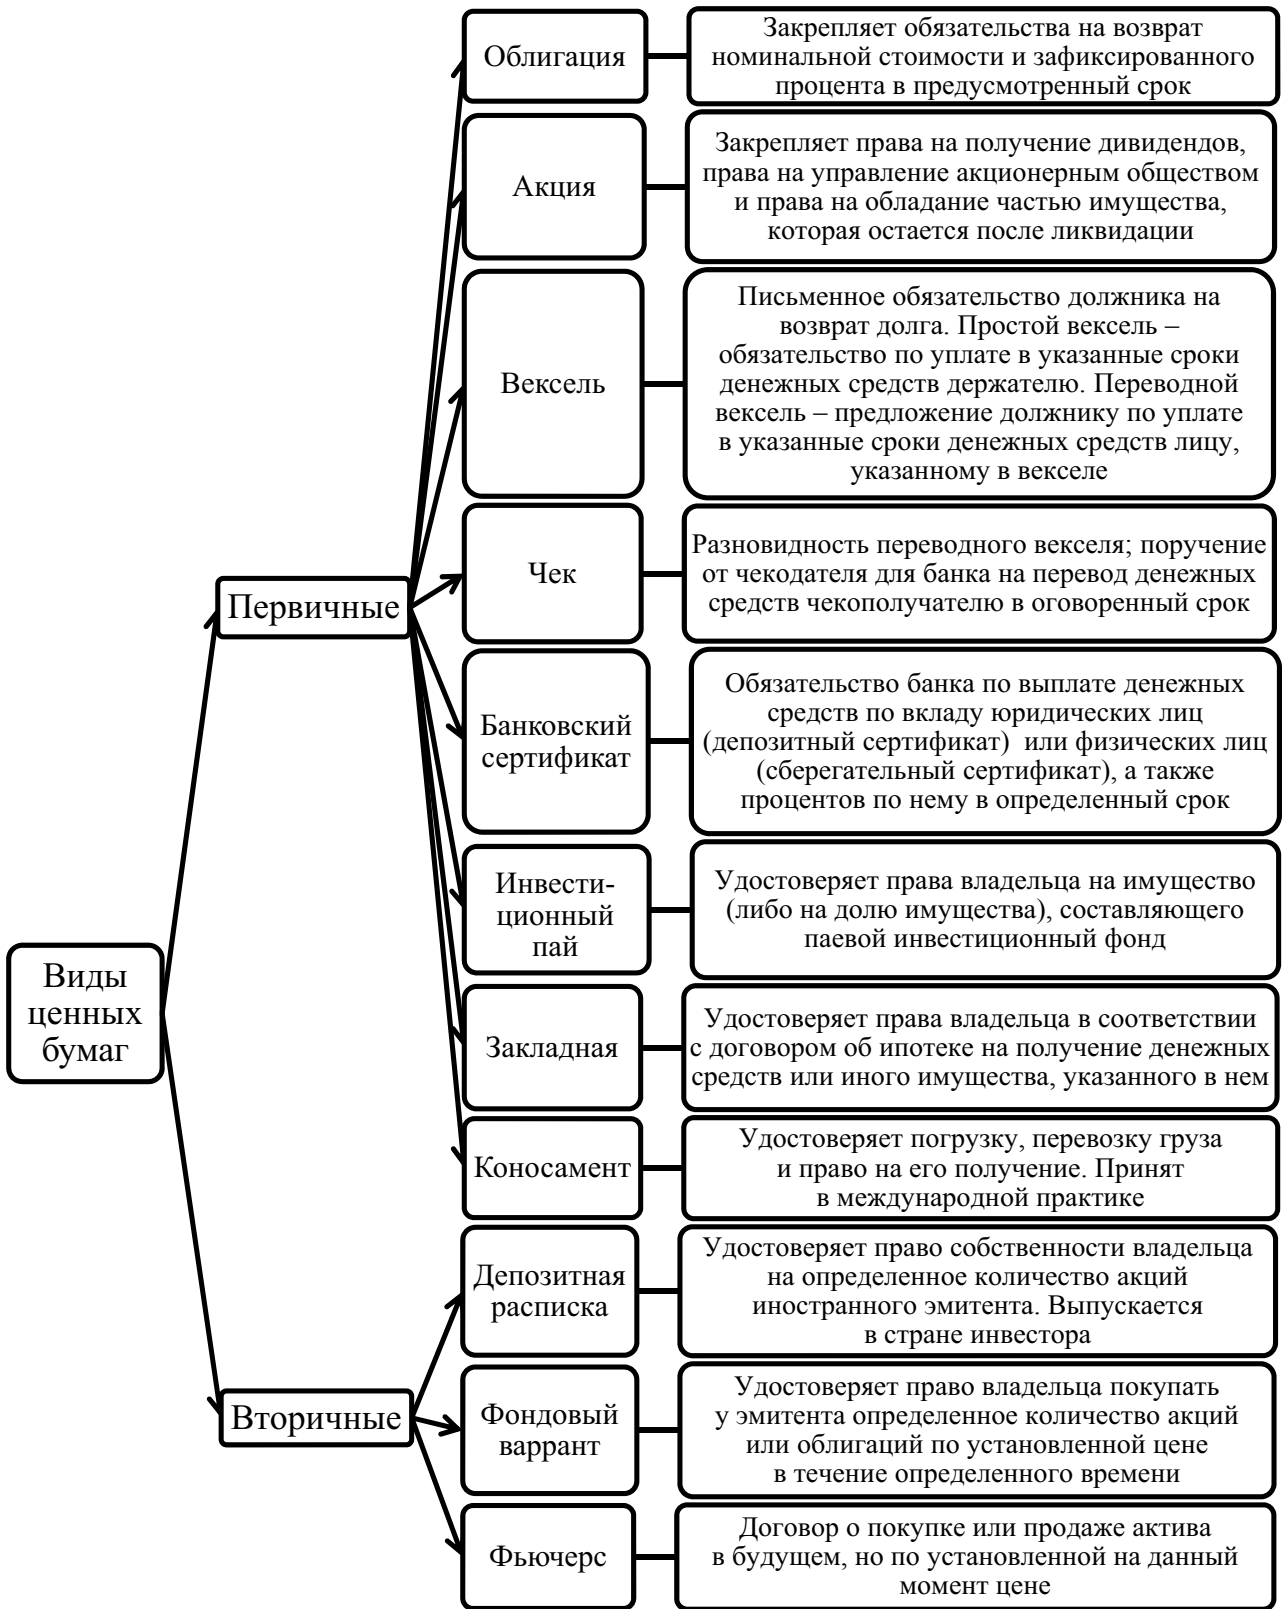 Виды
ценных
бумаг
Первичные
Облигация
Закрепляет обязательства на возврат
номинальной стоимости и зафиксированного
процента в предусмотренный срок
Акция
Закрепляет права на получение дивидендов,
права на управление акционерным обществом
и права на обладание частью имущества,
которая остается после ликвидации
Вексель
Письменное обязательство должника на
возврат долга. Простой вексель –
обязательство по уплате в указанные сроки
денежных средств держателю. Переводной
вексель – предложение должнику по уплате
в указанные сроки денежных средств лицу,
указанному в векселе
Чек
Разновидность переводного векселя; поручение
от чекодателя для банка на перевод денежных
средств чекополучателю в оговоренный срок
Банковский
сертификат
Обязательство банка по выплате денежных
средств по вкладу юридических лиц
(депозитный сертификат) или физических лиц
(сберегательный сертификат), а также
процентов по нему в определенный срок
Инвести-
ционный
пай
Удостоверяет права владельца на имущество
(либо на долю имущества), составляющего
паевой инвестиционный фонд
Закладная
Удостоверяет права владельца в соответствии
с договором об ипотеке на получение денежных
средств или иного имущества, указанного в нем
Коносамент
Удостоверяет погрузку, перевозку груза
и право на его получение. Принят
в международной практике
Вторичные
Депозитная
расписка
Удостоверяет право собственности владельца
на определенное количество акций
иностранного эмитента. Выпускается
в стране инвестора
Фондовый
варрант
Удостоверяет право владельца покупать
у эмитента определенное количество акций
или облигаций по установленной цене
в течение определенного времени
Фьючерс
Договор о покупке или продаже актива
в будущем, но по установленной на данный
момент цене